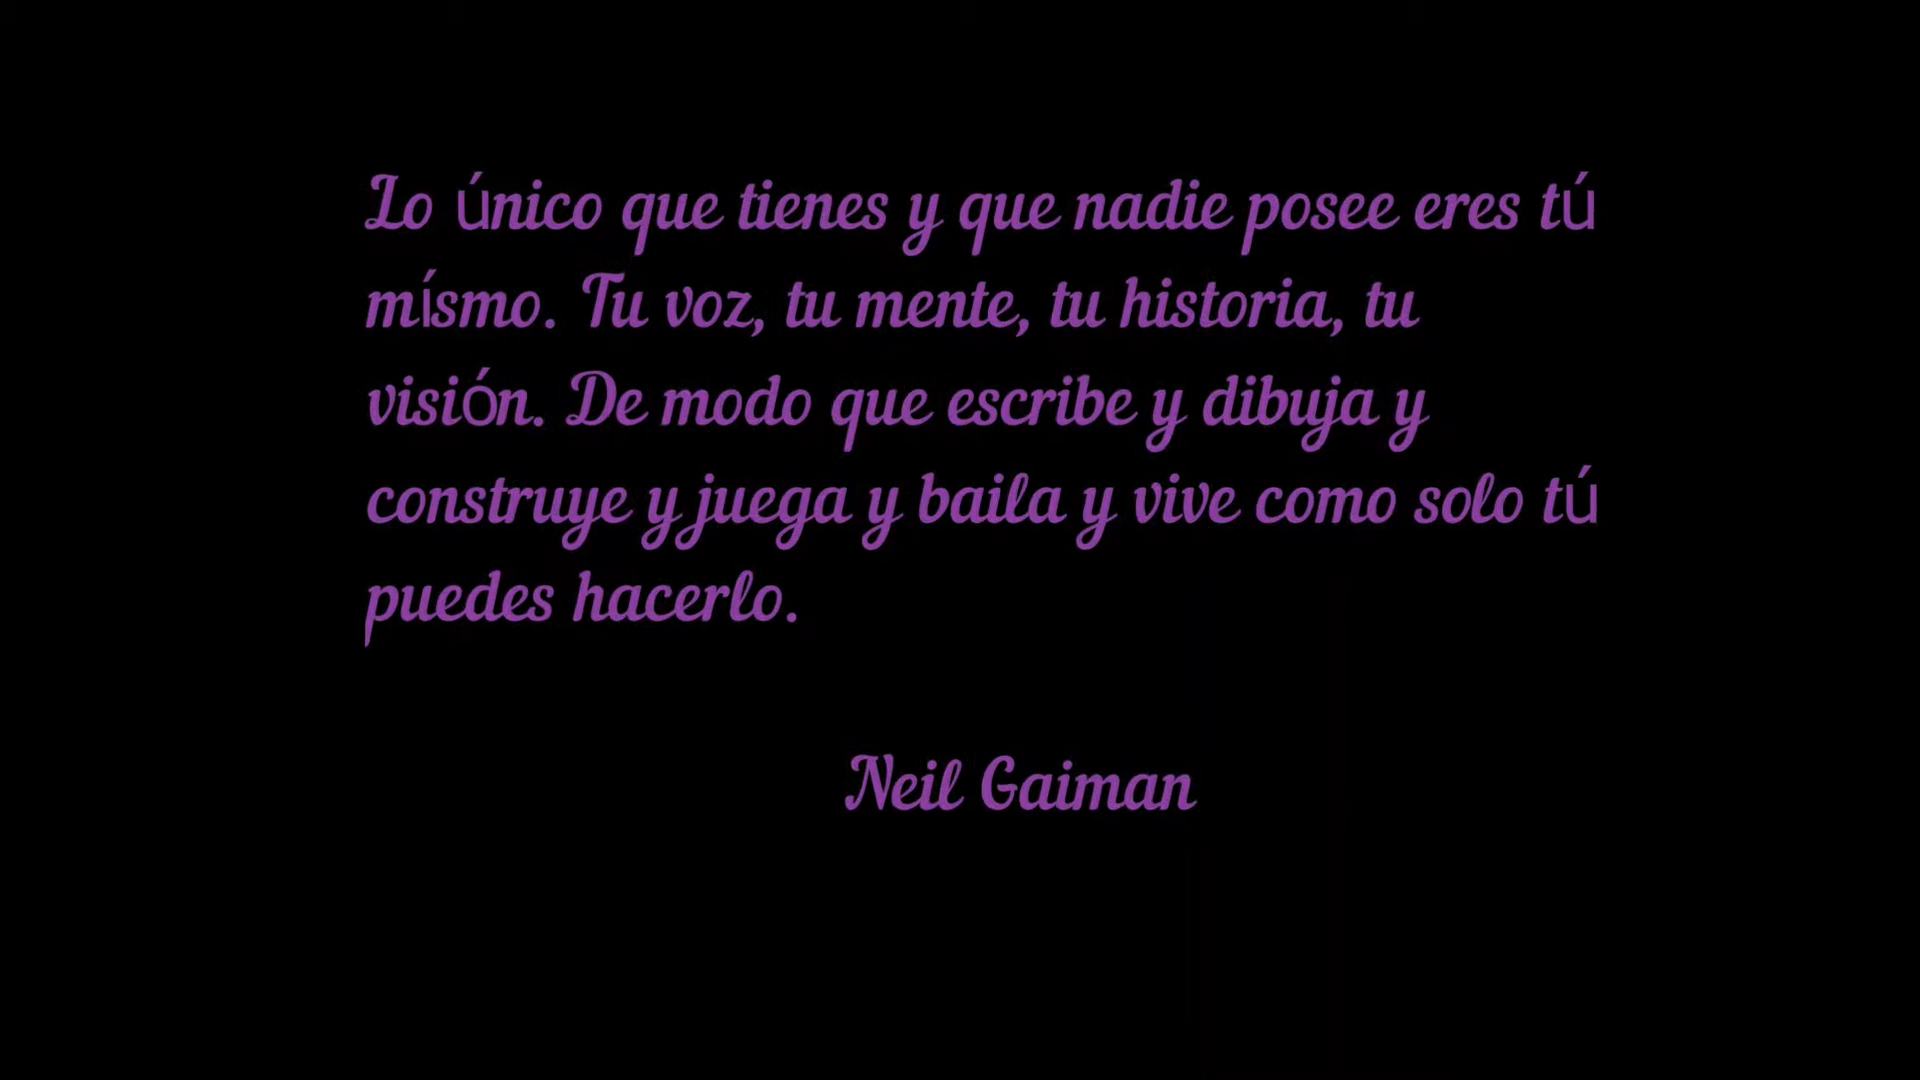 Lo único que tienes y que nadie posee eres tú
mísmo. Tu voz, tu mente, tu historia, tu
visión. De modo que escribe y dibuja y
construye y juega y baila y vive como solo tú
puedes hacerlo.
Neil Gaiman